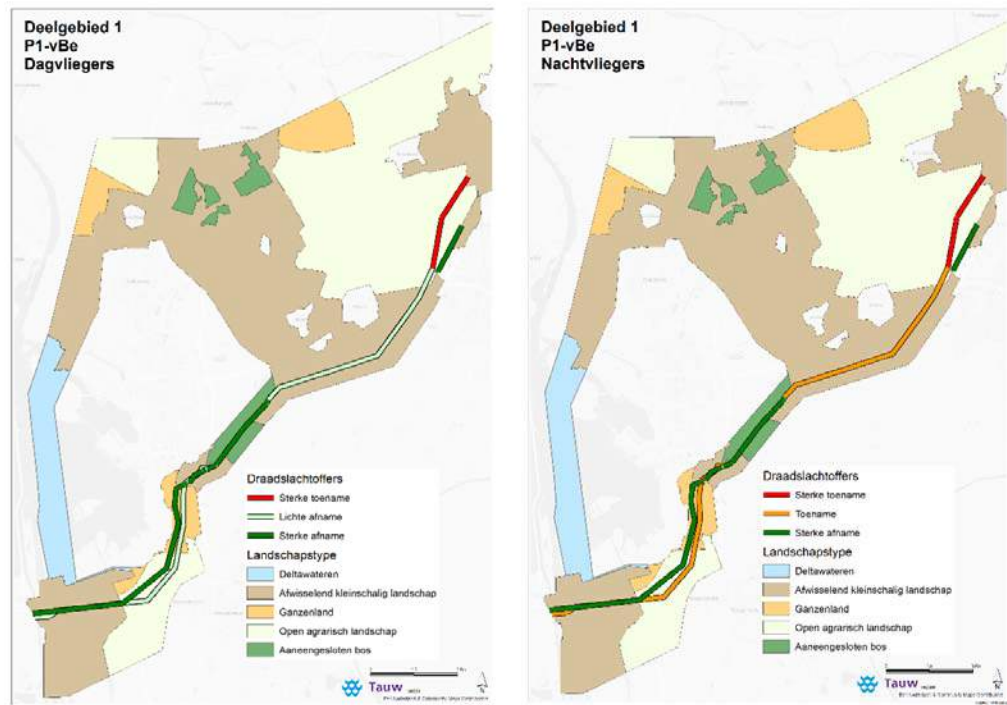 Deelgebied 1
P1-vBe
Dagvliegers
Draadslachtoffers
Sterke toename
Lichte afname
Sterke afname
Landschapstype
Deltawateren
Afwisselend kleinschalig landschap
Ganzenland
Open agrarisch landschap
Aaneengesloten bos
Tauw
Deelgebied 1
P1-vBe
Nachtvliegers
Draadslachtoffers
Sterke toename
Toename
Sterke afname
Landschapstype
Deltawateren
Afwisselend kleinschalig landschap
Ganzenland
Open agrarisch landschap
Aaneengesloten bos
Tauw